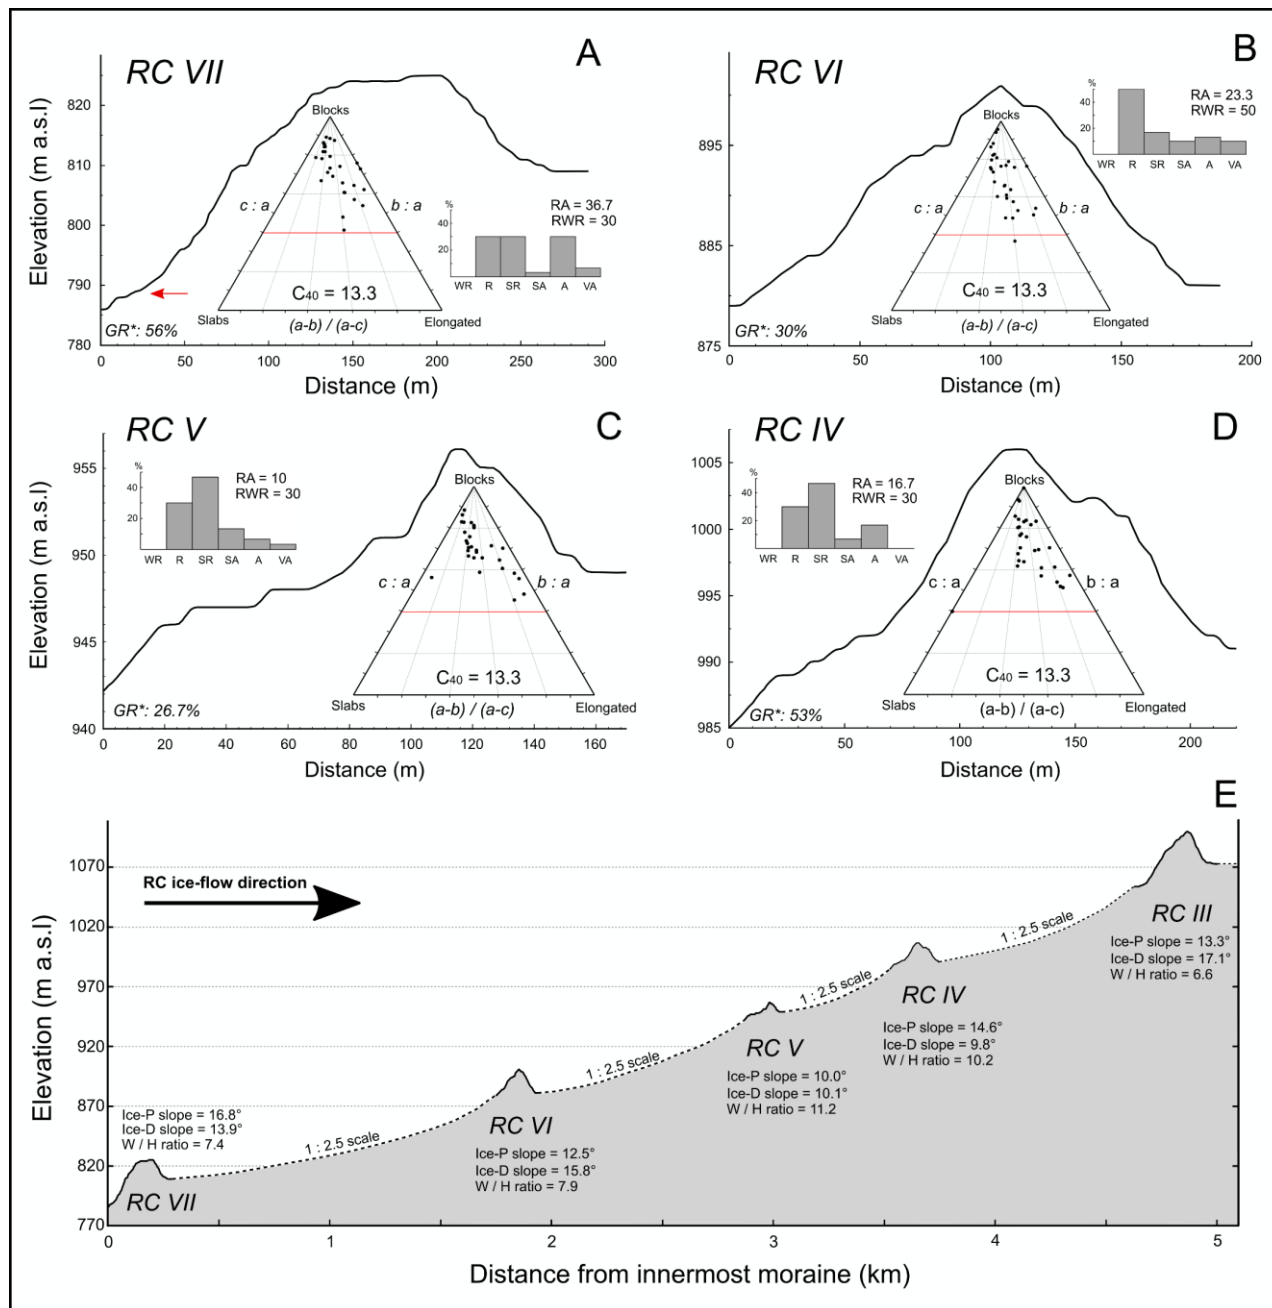 A
RC VII
Elevation (m a.s.l)
820
810
800
790
780
Blocks
c : a
b : a
C40 = 13.3
Slabs
(a-b) / (a-c)
Elongated
GR*: 56%
%
40
20
RA = 36.7
RWR = 30
WR R SR SA A VA
0 50 100 150 200 250 300
Distance (m)
B
RC VI
895
885
875
Blocks
c : a
b : a
C40 = 13.3
Slabs
(a-b) / (a-c)
Elongated
GR*: 30%
%
40
20
RA = 23.3
RWR = 50
WR R SR SA A VA
0 50 100 150 200
Distance (m)
C
RC V
Elevation (m a.s.l)
955
950
945
940
%
40
20
RA = 10
RWR = 30
WR R SR SA A VA
Blocks
c : a
b : a
C40 = 13.3
Slabs
(a-b) / (a-c)
Elongated
GR*: 26.7%
0 20 40 60 80 100 120 140 160
Distance (m)
D
RC IV
1005
1000
995
990
985
%
40
20
RA = 16.7
RWR = 30
WR R SR SA A VA
Blocks
c : a
b : a
C40 = 13.3
Slabs
(a-b) / (a-c)
Elongated
GR*: 53%
0 50 100 150 200
Distance (m)
E
Elevation (m a.s.l)
1070
1020
970
920
870
820
770
RC ice-flow direction
Ice-P slope = 16.8°
Ice-D slope = 13.9°
W / H ratio = 7.4
RC VII
1 : 2.5 scale
RC VI
Ice-P slope = 12.5°
Ice-D slope = 15.8°
W / H ratio = 7.9
1 : 2.5 scale
RC V
Ice-P slope = 10.0°
Ice-D slope = 10.1°
W / H ratio = 11.2
1 : 2.5 scale
RC IV
Ice-P slope = 14.6°
Ice-D slope = 9.8°
W / H ratio = 10.2
1 : 2.5 scale
RC III
Ice-P slope = 13.3°
Ice-D slope = 17.1°
W / H ratio = 6.6
0 1 2 3 4 5
Distance from innermost moraine (km)